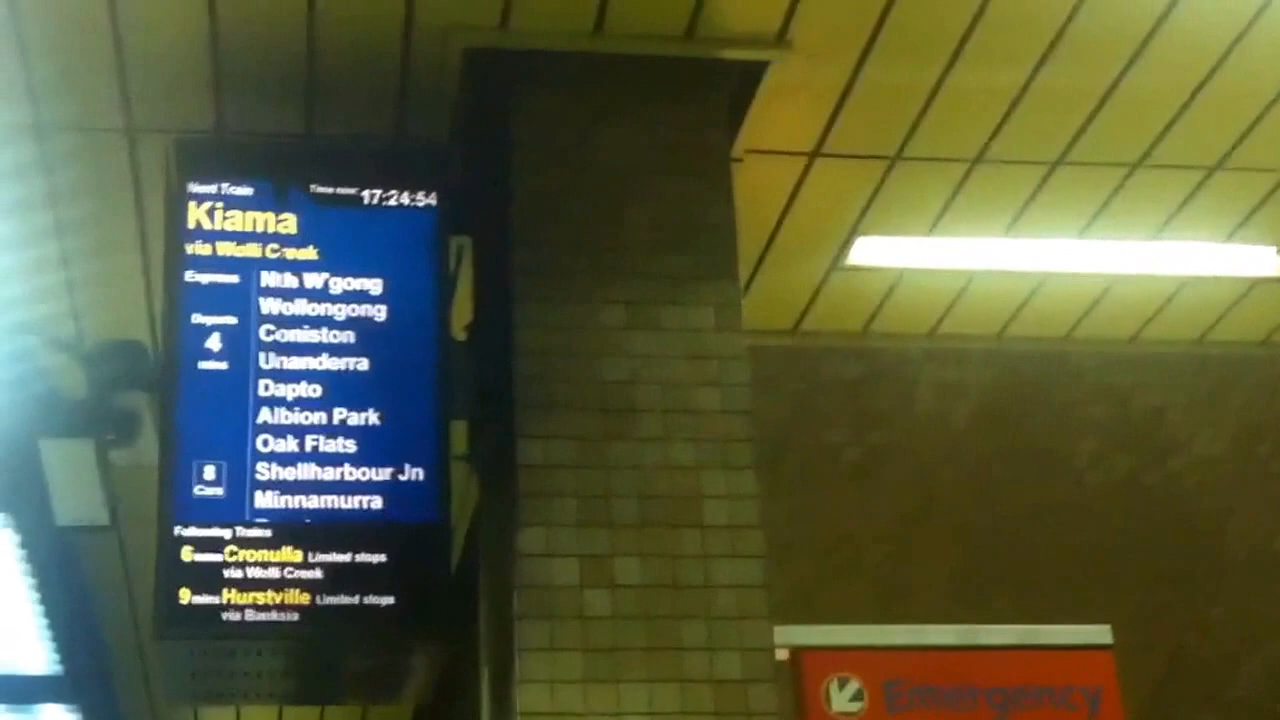 Next Train
Time now: 17:24:54
Kiama
via Wolli Creek
Express
Nth W'gong
Wollongong
Departs
4
mins
Coniston
Unanderra
Dapto
Albion Park
Oak Flats
8
Cars
Shellharbour Jn
Minnamurra
Following Trains
6 mins Cronulla Limited stops
via Wolli Creek
9 mins Hurstville Limited stops
via Banksia
Emergency